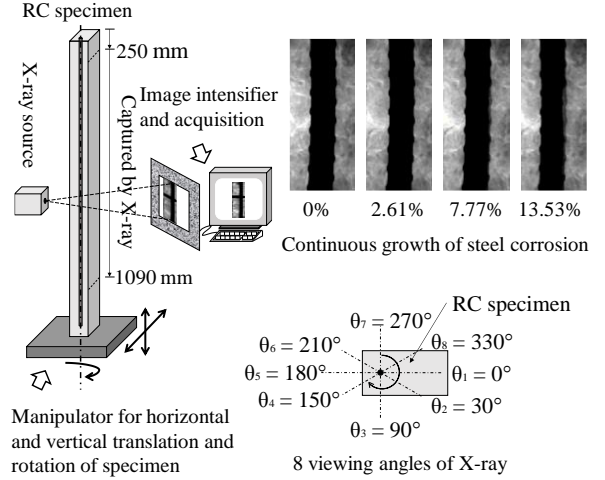 RC specimen
250 mm
X-ray source
Captured by X-ray
Image intensifier
and acquisition
1090 mm
Manipulator for horizontal
and vertical translation and
rotation of specimen
0% 2.61% 7.77% 13.53%
Continuous growth of steel corrosion
RC specimen
θ₇ = 270°
θ₆ = 210° θ₈ = 330°
θ₅ = 180° θ₁ = 0°
θ₄ = 150° θ₂ = 30°
θ₃ = 90°
8 viewing angles of X-ray